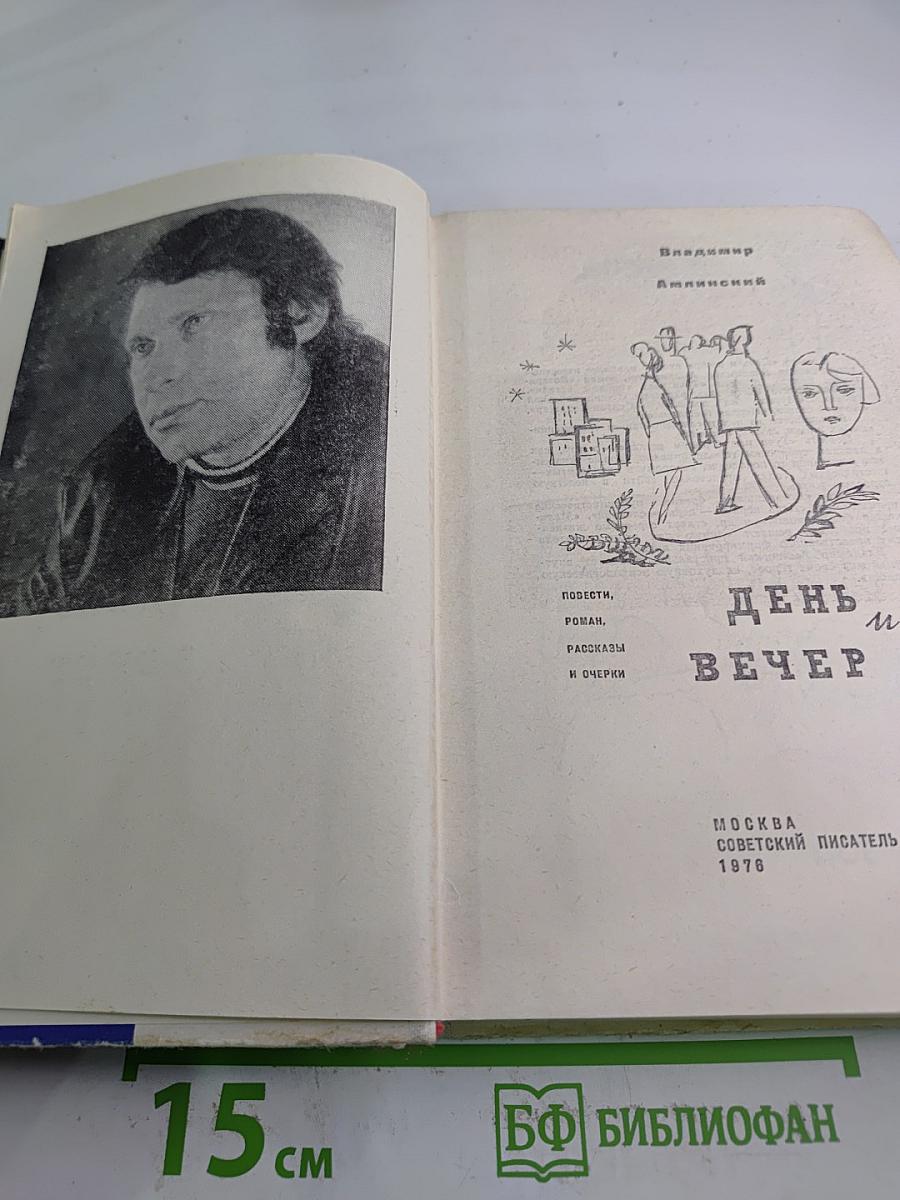 Владимир
Амлинский
ПОВЕСТИ,
РОМАН,
РАССКАЗЫ
И ОЧЕРКИ
ДЕНЬ и
ВЕЧЕР
МОСКВА
СОВЕТСКИЙ ПИСАТЕЛЬ
1976
15 см
БФ БИБЛИОФАН